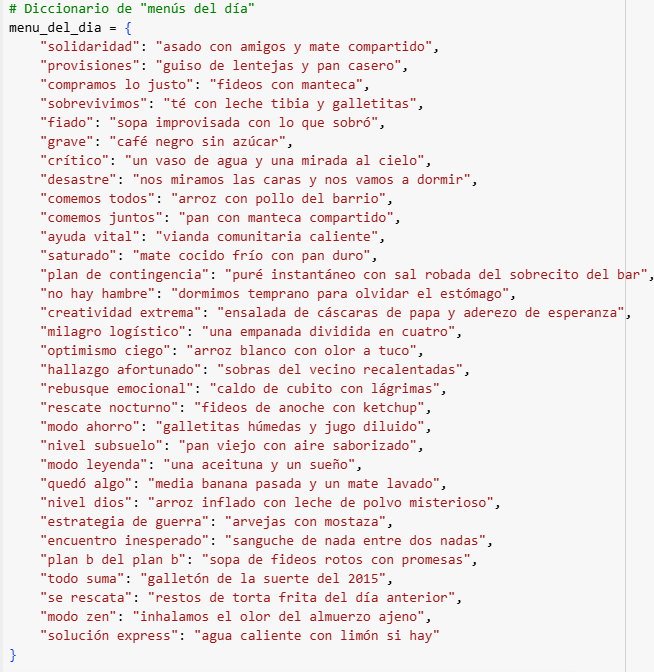 # Diccionario de "menús del día"
menu_del_dia = {
    "solidaridad": "asado con amigos y mate compartido",
    "provisiones": "guiso de lentejas y pan casero",
    "compramos lo justo": "fideos con manteca",
    "sobrevivimos": "té con leche tibia y galletitas",
    "fiado": "sopa improvisada con lo que sobró",
    "grave": "café negro sin azúcar",
    "crítico": "un vaso de agua y una mirada al cielo",
    "desastre": "nos miramos las caras y nos vamos a dormir",
    "comemos todos": "arroz con pollo del barrio",
    "comemos juntos": "pan con manteca compartido",
    "ayuda vital": "vianda comunitaria caliente",
    "saturado": "mate cocido frío con pan duro",
    "plan de contingencia": "puré instantáneo con sal robada del sobrecito del bar",
    "no hay hambre": "dormimos temprano para olvidar el estómago",
    "creatividad extrema": "ensalada de cáscaras de papa y aderezo de esperanza",
    "milagro logístico": "una empanada dividida en cuatro",
    "optimismo ciego": "arroz blanco con olor a tuco",
    "hallazgo afortunado": "sobras del vecino recalentadas",
    "rebusque emocional": "caldo de cubito con lágrimas",
    "rescate nocturno": "fideos de anoche con ketchup",
    "modo ahorro": "galletitas húmedas y jugo diluido",
    "nivel subsuelo": "pan viejo con aire saborizado",
    "modo leyenda": "una aceituna y un sueño",
    "quedó algo": "media banana pasada y un mate lavado",
    "nivel dios": "arroz inflado con leche de polvo misterioso",
    "estrategia de guerra": "arvejas con mostaza",
    "encuentro inesperado": "sanguche de nada entre dos nadas",
    "plan b del plan b": "sopa de fideos rotos con promesas",
    "todo suma": "galletón de la suerte del 2015",
    "se rescata": "restos de torta frita del día anterior",
    "modo zen": "inhalamos el olor del almuerzo ajeno",
    "solución express": "agua caliente con limón si hay"
}